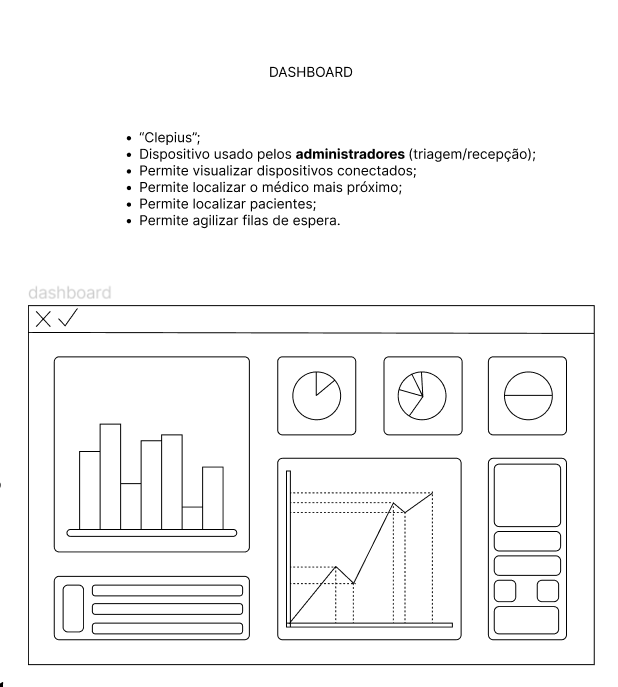 DASHBOARD
• “Clepius”;
• Dispositivo usado pelos administradores (triagem/recepção);
• Permite visualizar dispositivos conectados;
• Permite localizar o médico mais próximo;
• Permite localizar pacientes;
• Permite agilizar filas de espera.
dashboard